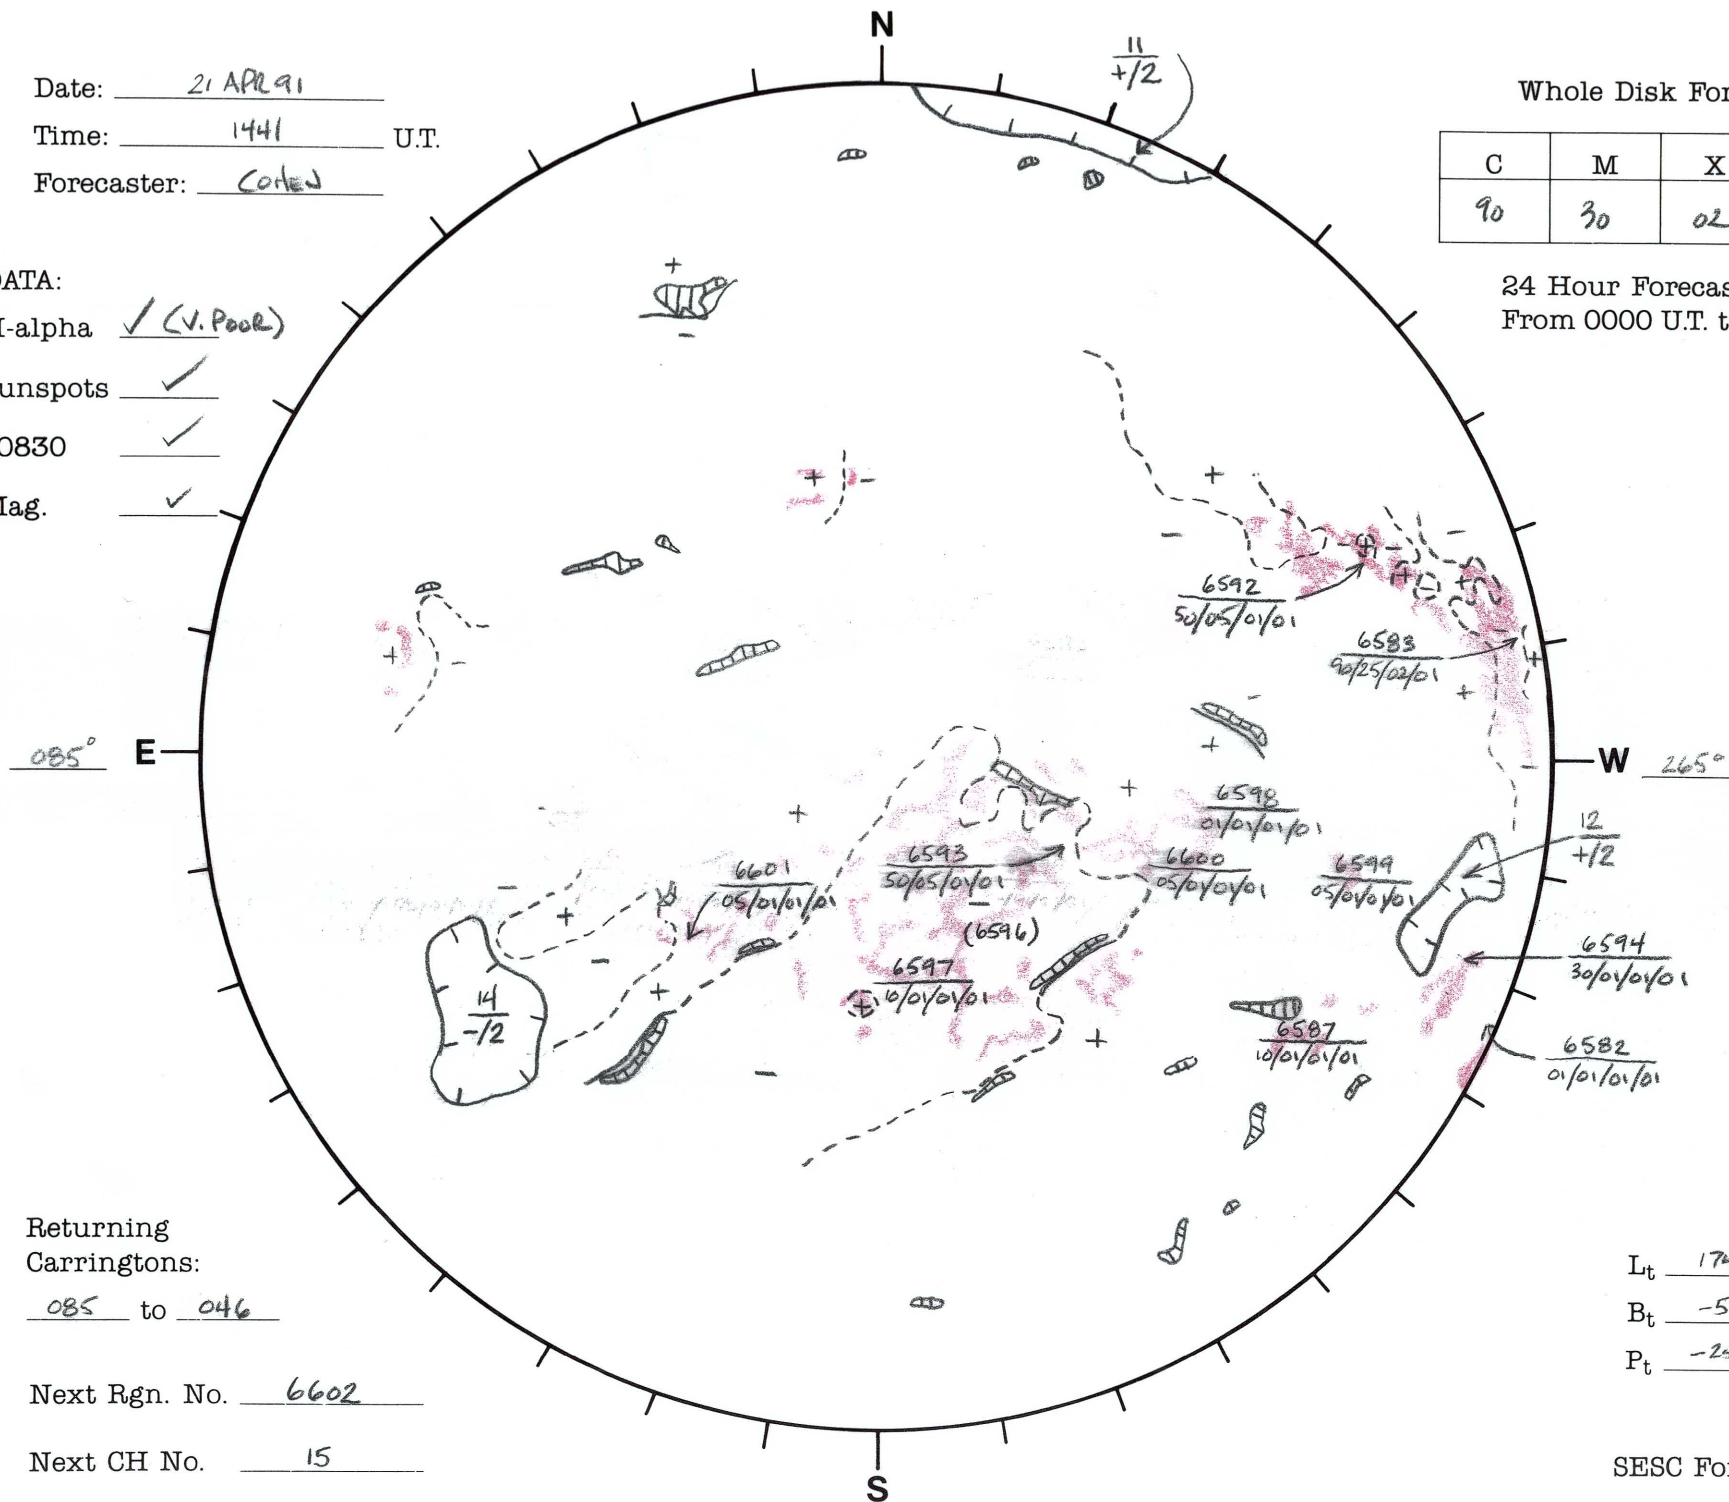 N
11
+/2
Date: 21 APR 91
Time: 1441 U.T.
Forecaster: COHEN
Whole Disk For
C M X
90 30 02
24 Hour Forecas
From 0000 U.T. t
DATA:
I-alpha ✓ (V. POOR)
unspots ✓
0830 ✓
Mag. ✓
+
-
+ -
+
-
- + - + - + -
6592
50/05/01/01
6583
90/25/02/01
+
+
+ -
-
+
085° E
W 265°
+
+
-
6598
01/01/01/01
12
+/2
6593
50/05/01/01
6600
05/01/01/01
6599
05/01/01/01
6601
05/01/01/01
-
+
-
-
(6596)
6594
30/01/01/01
6597
10/01/01/01
+
+
14
-/2
+
6587
10/01/01/01
6582
01/01/01/01
-
Returning
Carringtons:
085 to 046
Next Rgn. No. 6602
Next CH No. 15
Lt 17
Bt -5
Pt -2
SESC For
S